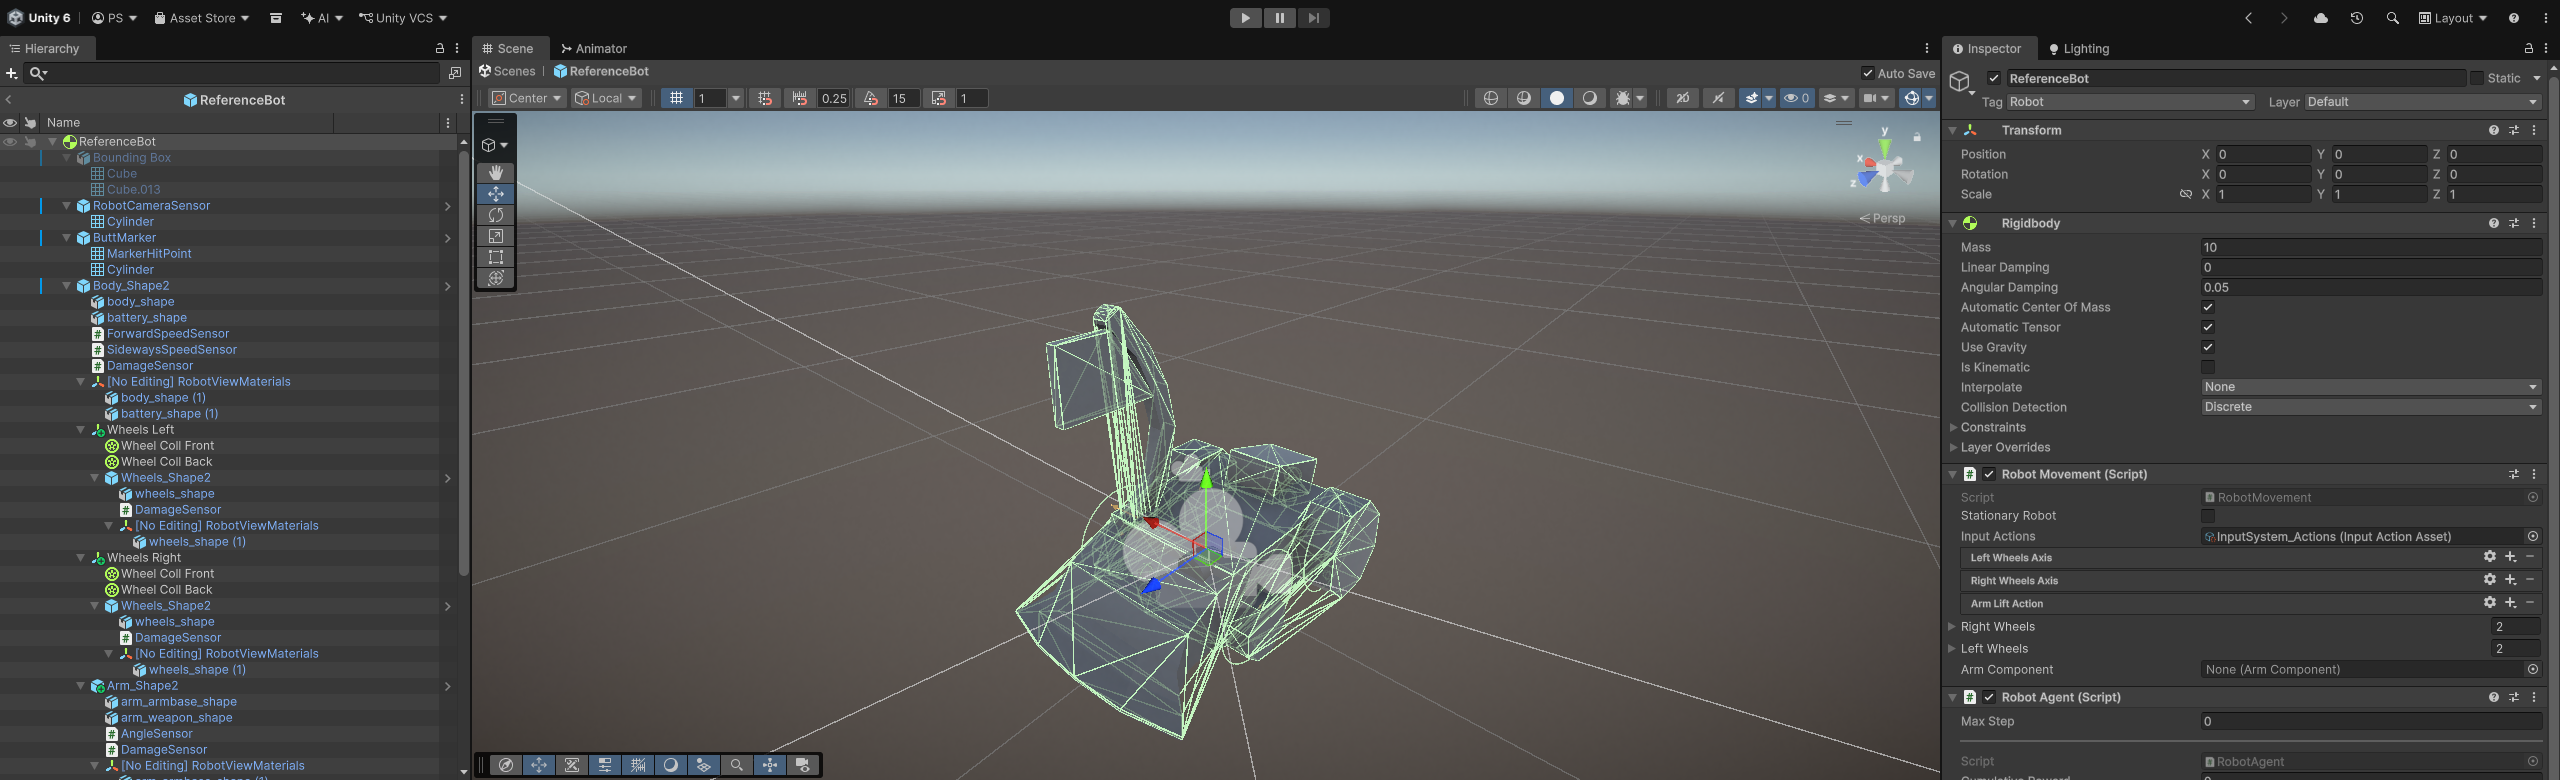 Unity 6 PS Asset Store AI Unity VCS Layout
Hierarchy
ReferenceBot
Name
ReferenceBot
Bounding Box
Cube
Cube.013
RobotCameraSensor
Cylinder
ButtMarker
MarkerHitPoint
Cylinder
Body_Shape2
body_shape
battery_shape
ForwardSpeedSensor
SidewaysSpeedSensor
DamageSensor
[No Editing] RobotViewMaterials
body_shape (1)
battery_shape (1)
Wheels Left
Wheel Coll Front
Wheel Coll Back
Wheels_Shape2
wheels_shape
DamageSensor
[No Editing] RobotViewMaterials
wheels_shape (1)
Wheels Right
Wheel Coll Front
Wheel Coll Back
Wheels_Shape2
wheels_shape
DamageSensor
[No Editing] RobotViewMaterials
wheels_shape (1)
Arm_Shape2
arm_armbase_shape
arm_weapon_shape
AngleSensor
DamageSensor
[No Editing] RobotViewMaterials
Scene Animator
Scenes ReferenceBot Auto Save
Center Local 1 0.25 15 1 2D 0
y
x
z
Persp
Inspector Lighting
ReferenceBot Static
Tag Robot Layer Default
Transform
Position X 0 Y 0 Z 0
Rotation X 0 Y 0 Z 0
Scale X 1 Y 1 Z 1
Rigidbody
Mass 10
Linear Damping 0
Angular Damping 0.05
Automatic Center Of Mass
Automatic Tensor
Use Gravity
Is Kinematic
Interpolate None
Collision Detection Discrete
Constraints
Layer Overrides
Robot Movement (Script)
Script RobotMovement
Stationary Robot
Input Actions InputSystem_Actions (Input Action Asset)
Left Wheels Axis
Right Wheels Axis
Arm Lift Action
Right Wheels 2
Left Wheels 2
Arm Component None (Arm Component)
Robot Agent (Script)
Max Step 0
Script RobotAgent